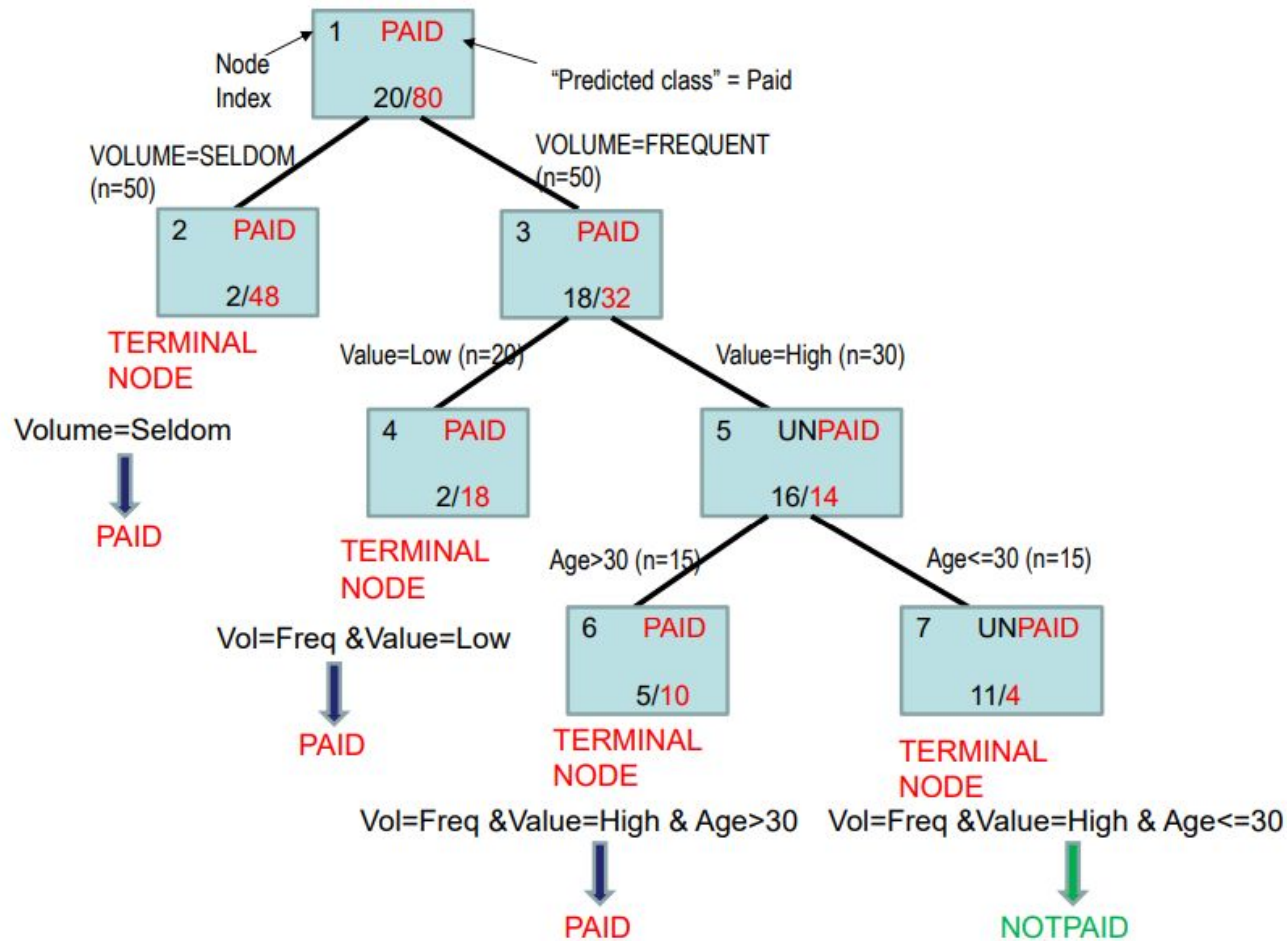 1 PAID
Node
Index
"Predicted class" = Paid
20/80
VOLUME=SELDOM
(n=50)
VOLUME=FREQUENT
(n=50)
2 PAID
2/48
3 PAID
18/32
TERMINAL
NODE
Value=Low (n=20)
Value=High (n=30)
Volume=Seldom
PAID
4 PAID
2/18
5 UNPAID
16/14
TERMINAL
NODE
Age>30 (n=15)
Age<=30 (n=15)
Vol=Freq &Value=Low
PAID
6 PAID
5/10
7 UNPAID
11/4
TERMINAL
NODE
TERMINAL
NODE
Vol=Freq &Value=High & Age>30
Vol=Freq &Value=High & Age<=30
PAID
NOTPAID